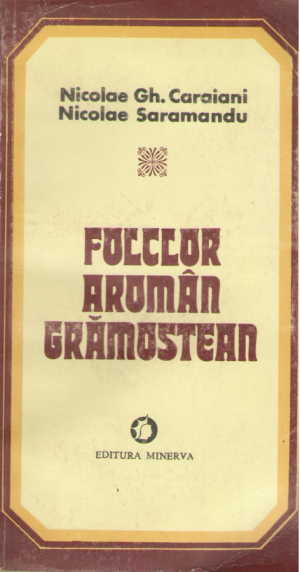 Nicolae Gh. Caraiani
Nicolae Saramandu
FOLCLOR
AROMÂN
GRĂMOSTEAN
EDITURA MINERVA